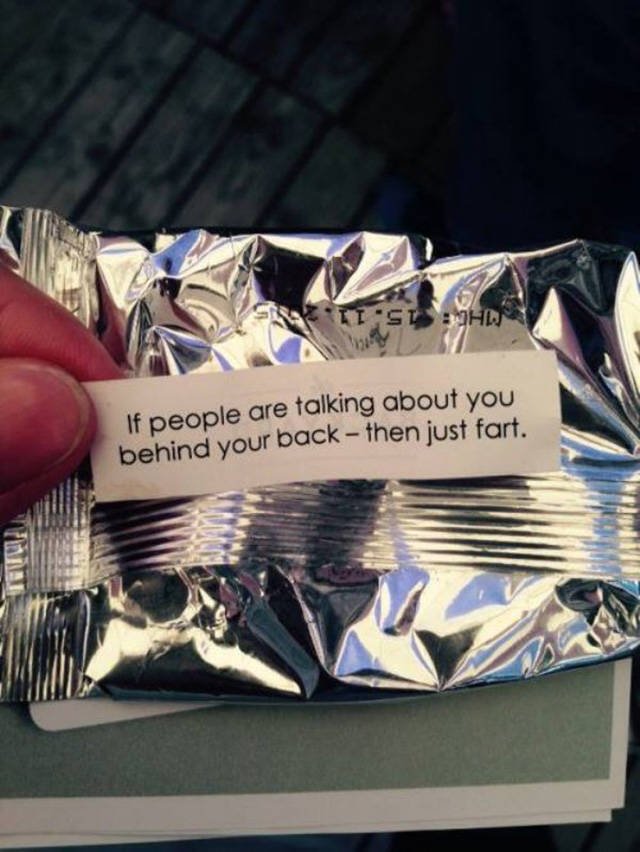 If people are talking about you
behind your back – then just fart.